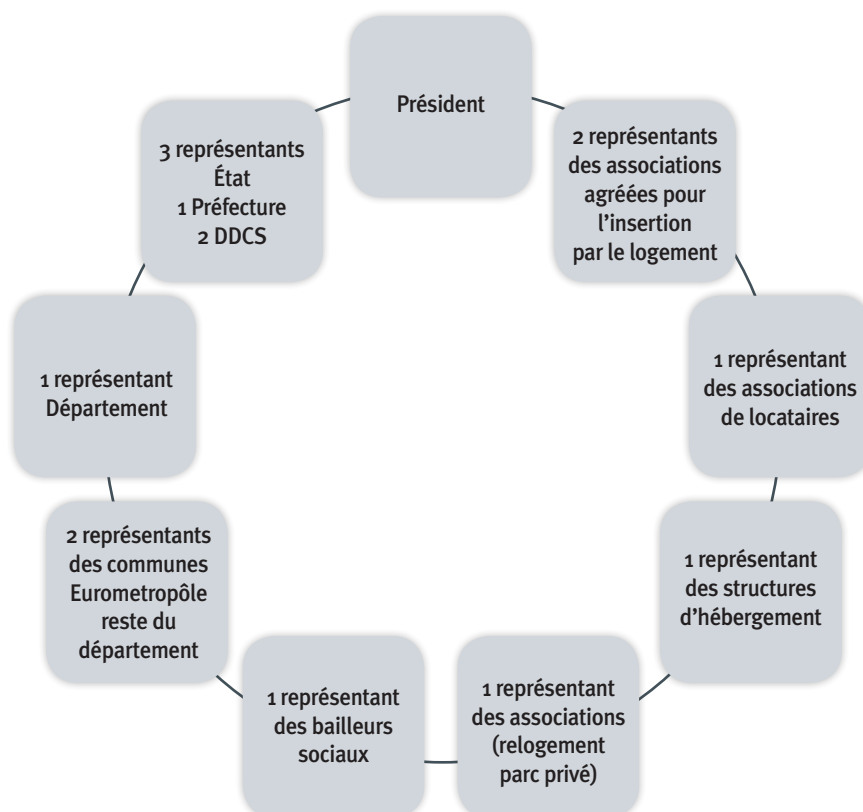 Président
2 représentants
des associations
agréées pour
l'insertion
par le logement
1 représentant
des associations
de locataires
1 représentant
des structures
d'hébergement
1 représentant
des associations
(relogement
parc privé)
1 représentant
des bailleurs
sociaux
2 représentants
des communes
Eurometropôle
reste du
département
1 représentant
Département
3 représentants
État
1 Préfecture
2 DDCS